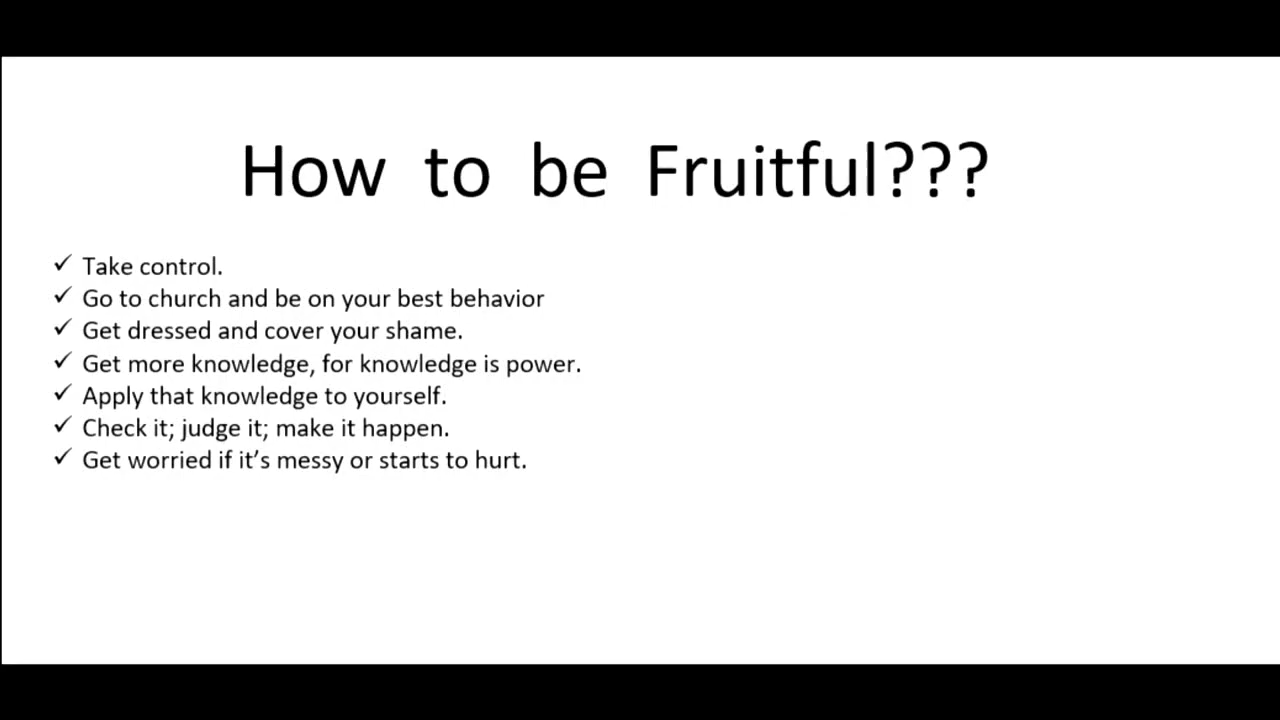 How to be Fruitful???
✓ Take control.
✓ Go to church and be on your best behavior
✓ Get dressed and cover your shame.
✓ Get more knowledge, for knowledge is power.
✓ Apply that knowledge to yourself.
✓ Check it; judge it; make it happen.
✓ Get worried if it’s messy or starts to hurt.